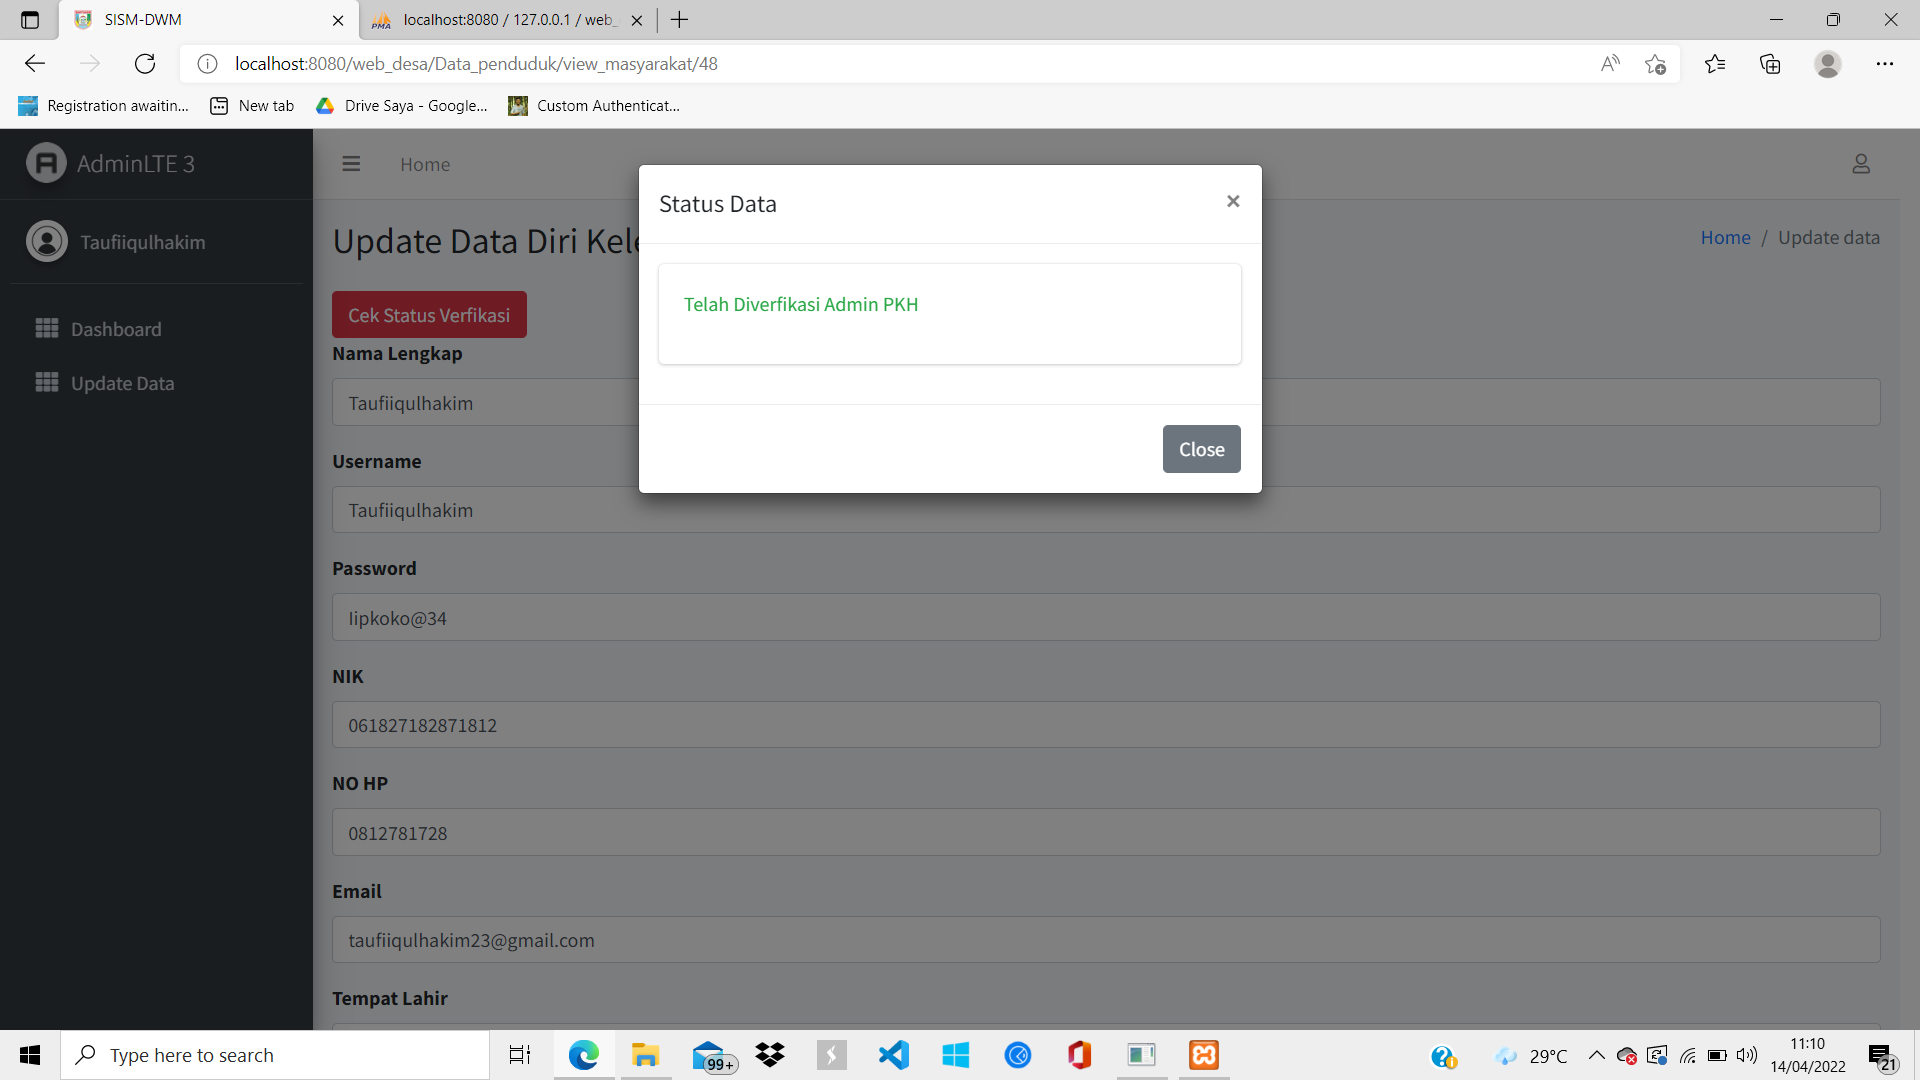 SISM-DWM
localhost:8080 / 127.0.0.1 / web_
localhost:8080/web_desa/Data_penduduk/view_masyarakat/48
Registration awaitin...
New tab
Drive Saya - Google...
Custom Authenticat...
AdminLTE 3
Home
Status Data
×
Taufiiqulhakim
Update Data Diri Kel
Home / Update data
Telah Diverfikasi Admin PKH
Cek Status Verfikasi
Dashboard
Nama Lengkap
Update Data
Taufiiqulhakim
Close
Username
Taufiiqulhakim
Password
Iipkoko@34
NIK
061827182871812
NO HP
0812781728
Email
taufiiqulhakim23@gmail.com
Tempat Lahir
Type here to search
99+
29°C
11:10
14/04/2022
21